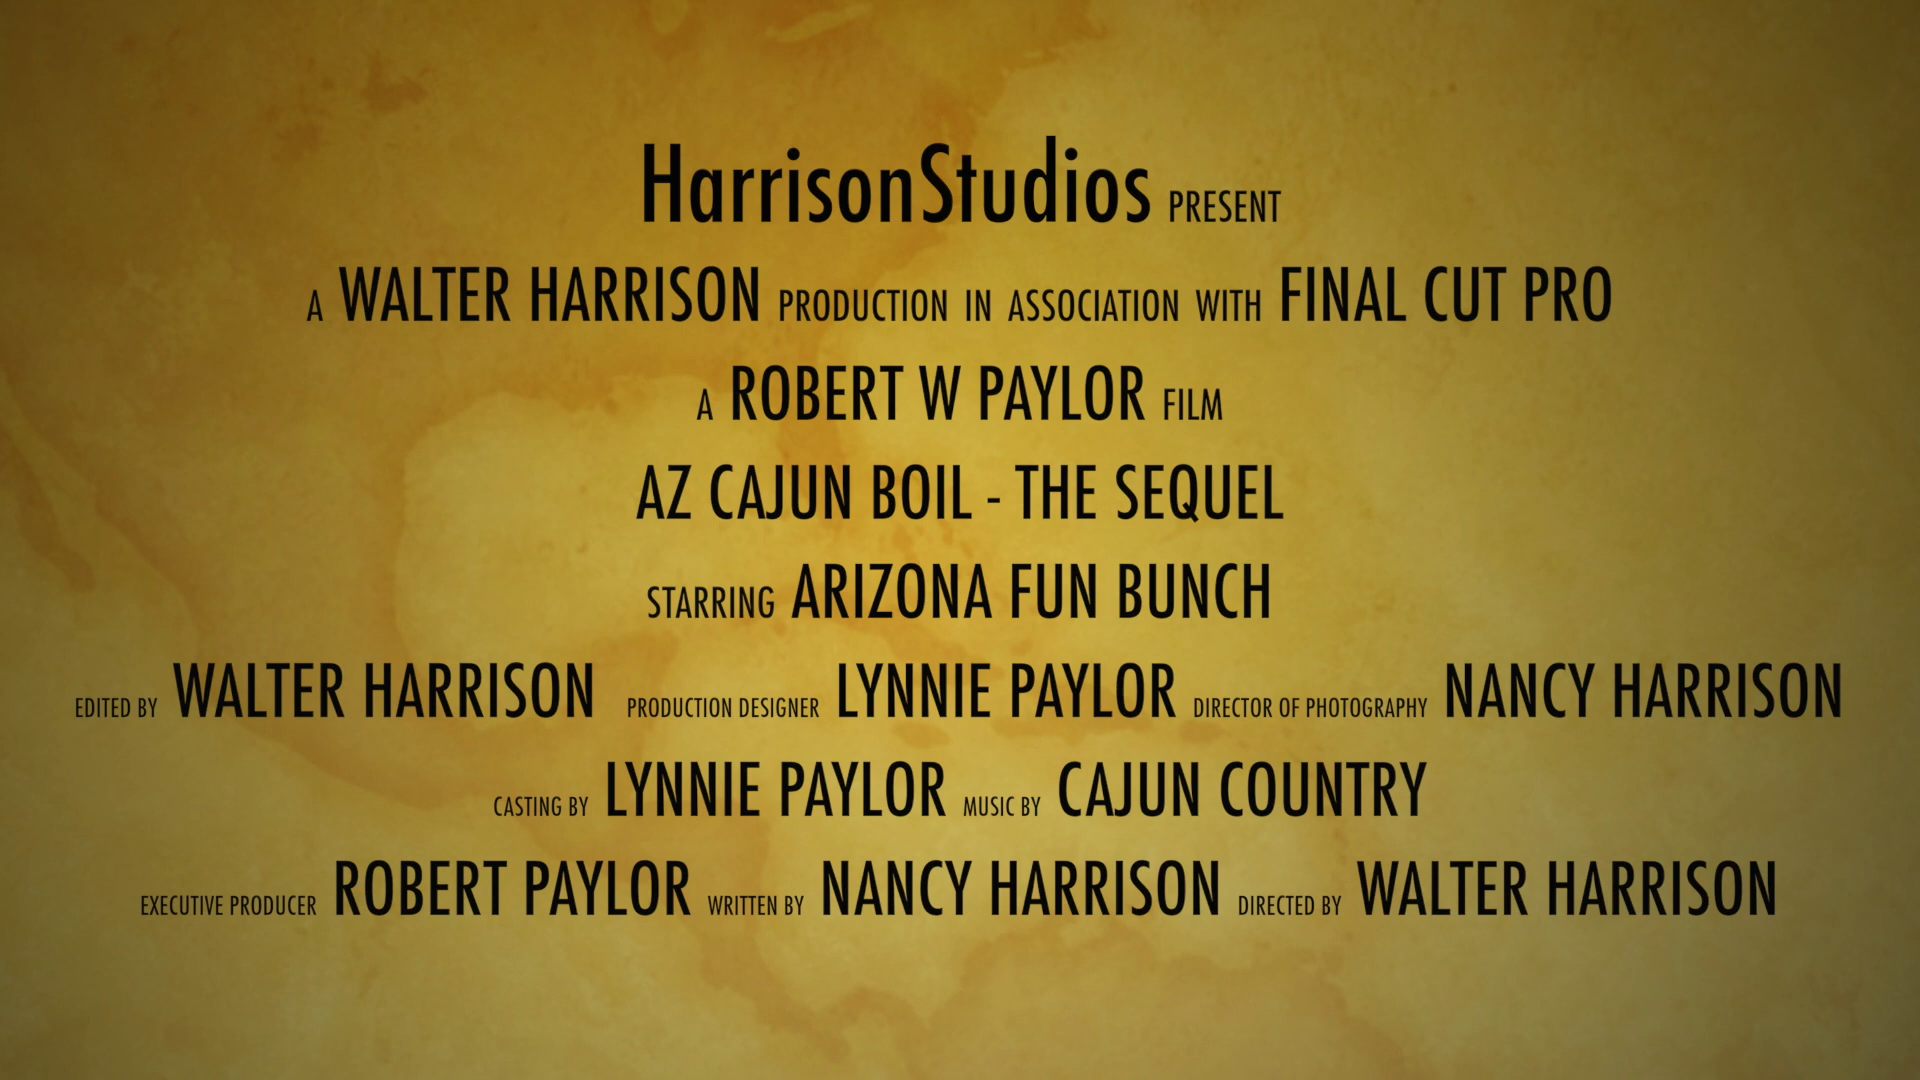 HarrisonStudios PRESENT
A WALTER HARRISON PRODUCTION IN ASSOCIATION WITH FINAL CUT PRO
A ROBERT W PAYLOR FILM
AZ CAJUN BOIL - THE SEQUEL
STARRING ARIZONA FUN BUNCH
EDITED BY WALTER HARRISON PRODUCTION DESIGNER LYNNIE PAYLOR DIRECTOR OF PHOTOGRAPHY NANCY HARRISON
CASTING BY LYNNIE PAYLOR MUSIC BY CAJUN COUNTRY
EXECUTIVE PRODUCER ROBERT PAYLOR WRITTEN BY NANCY HARRISON DIRECTED BY WALTER HARRISON